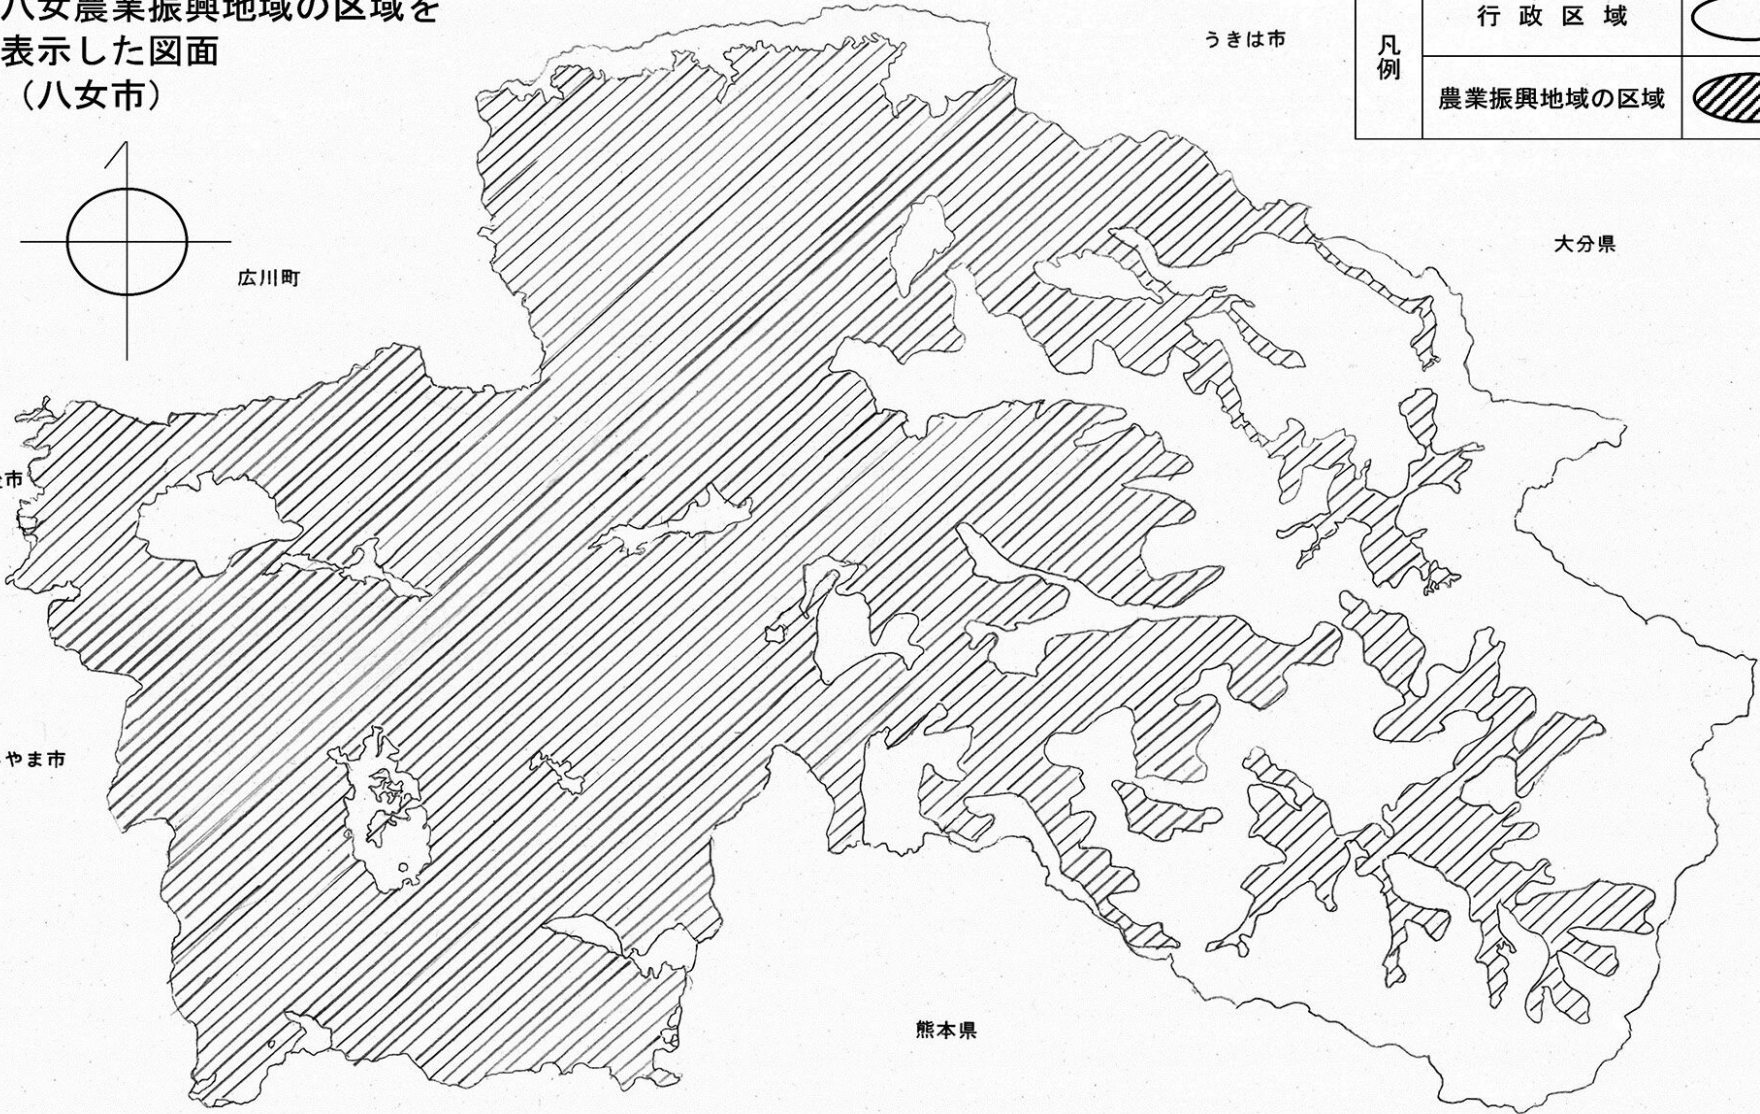 八女農業振興地域の区域を
表示した図面
（八女市）
うきは市
凡例
行政区域
農業振興地域の区域
大分県
広川町
市
やま市
熊本県